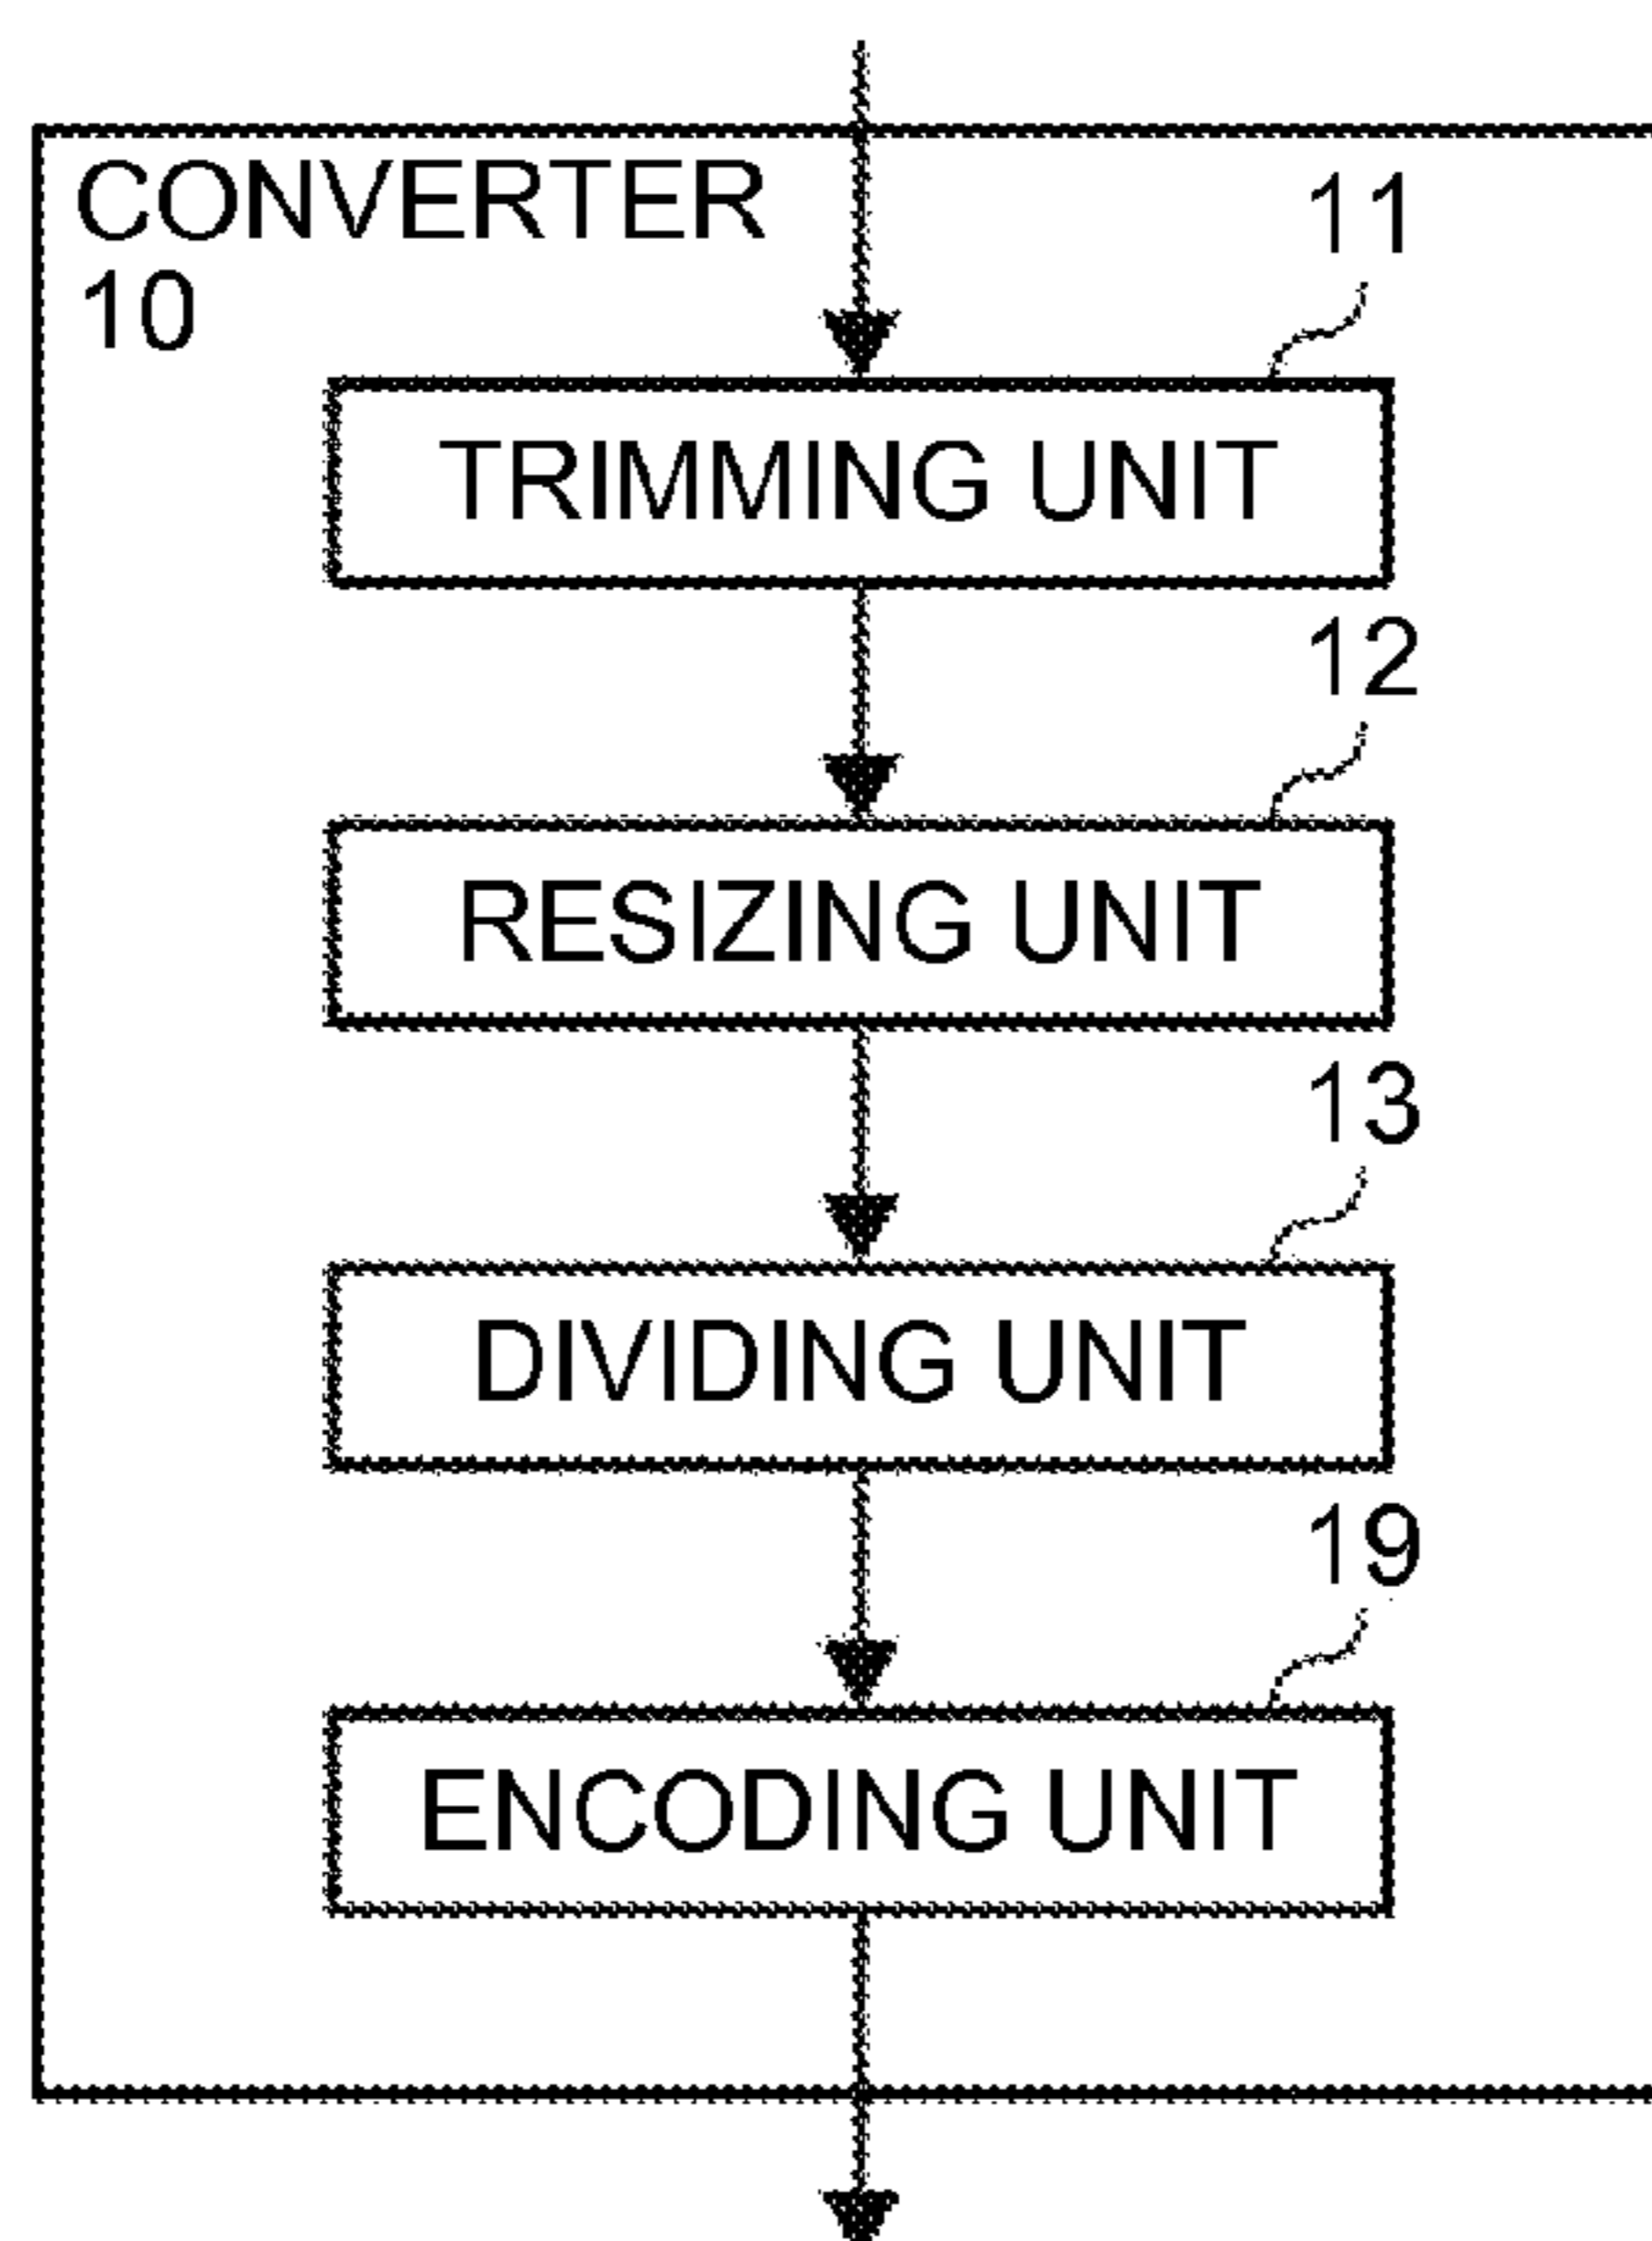 CONVERTER
10
11
TRIMMING UNIT
12
RESIZING UNIT
13
DIVIDING UNIT
19
ENCODING UNIT